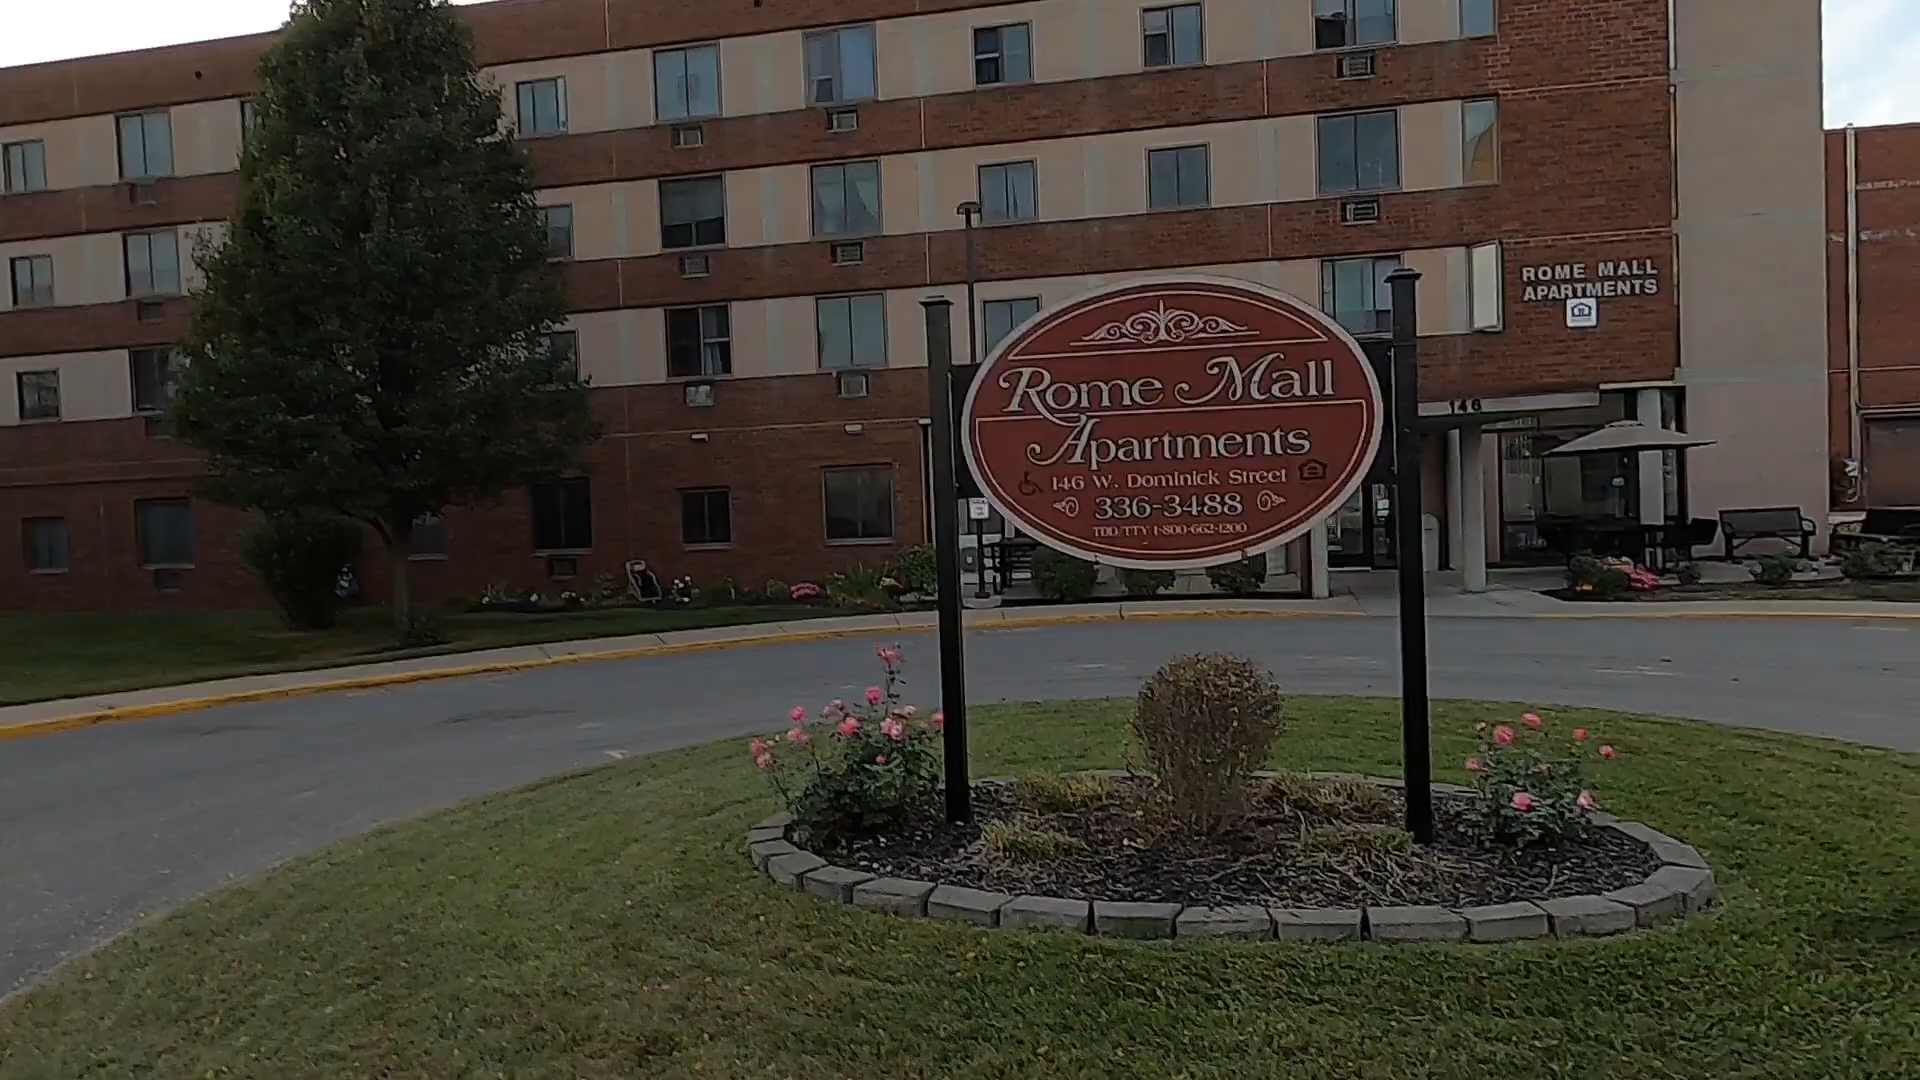 ROME MALL
APARTMENTS
Rome Mall
Apartments
146 W. Dominick Street
336-3488
TDD/TTY 1-800-662-1200
146